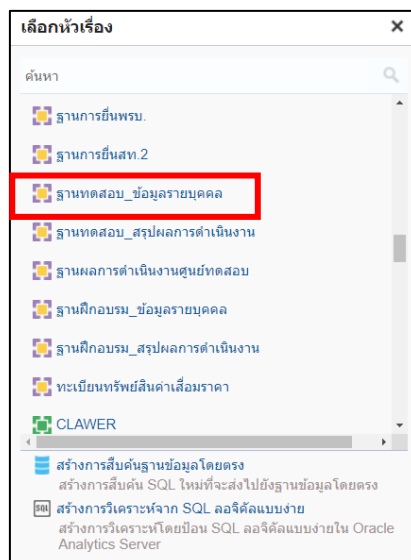 เลือกหัวเรื่อง
ค้นหา
ฐานการยื่นพรบ.
ฐานการยื่นสท.2
ฐานทดสอบ_ข้อมูลรายบุคคล
ฐานทดสอบ_สรุปผลการดำเนินงาน
ฐานผลการดำเนินงานศูนย์ทดสอบ
ฐานฝึกอบรม_ข้อมูลรายบุคคล
ฐานฝึกอบรม_สรุปผลการดำเนินงาน
ทะเบียนทรัพย์สินค่าเสื่อมราคา
CLAWER
สร้างการสืบค้นฐานข้อมูลโดยตรง
สร้างการสืบค้น SQL ใหม่ที่จะส่งไปยังฐานข้อมูลโดยตรง
SQL สร้างการวิเคราะห์จาก SQL ลอจิคัลแบบง่าย
สร้างการวิเคราะห์โดยป้อน SQL ลอจิคัลแบบง่ายใน Oracle
Analytics Server